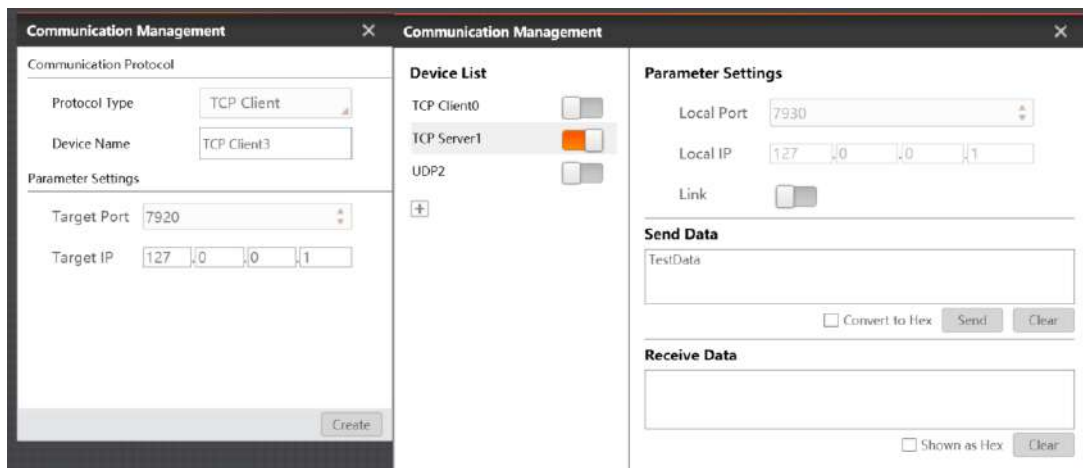 Communication Management
Communication Protocol
Protocol Type TCP Client
Device Name TCP Client3
Parameter Settings
Target Port 7920
Target IP 127 .0 .0 .1
Create
Communication Management
Device List
TCP Client0
TCP Server1
UDP2
Parameter Settings
Local Port 7930
Local IP 127 .0 .0 .1
Link
Send Data
TestData
Convert to Hex Send Clear
Receive Data
Shown as Hex Clear